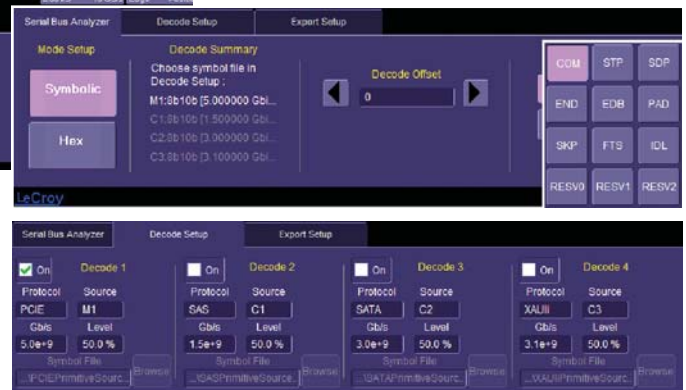 Serial Bus Analyzer Decode Setup Export Setup
Mode Setup Decode Summary
Choose symbol file in
Decode Setup :
Symbolic
M1:8b10b [5.000000 Gbi...
C1:8b10b [1.500000 Gbi...
C2:8b10b [3.000000 Gbi...
C3:8b10b [3.100000 Gbi...
Hex
Decode Offset
0
COM STP SDP
END EDB PAD
SKP FTS IDL
RESV0 RESV1 RESV2
LeCroy
Serial Bus Analyzer Decode Setup Export Setup
On Decode 1 On Decode 2 On Decode 3 On Decode 4
Protocol Source Protocol Source Protocol Source Protocol Source
PCIE M1 SAS C1 SATA C2 XAUI C3
Gb/s Level Gb/s Level Gb/s Level Gb/s Level
5.0e+9 50.0 % 1.5e+9 50.0 % 3.0e+9 50.0 % 3.1e+9 50.0 %
Symbol File Symbol File Symbol File Symbol File
...\PCIEPrimitiveSourc... Browse ...\SASPrimitiveSource... Browse ...\SATAPrimitiveSourc... Browse ...\XAUIPrimitiveSourc... Browse